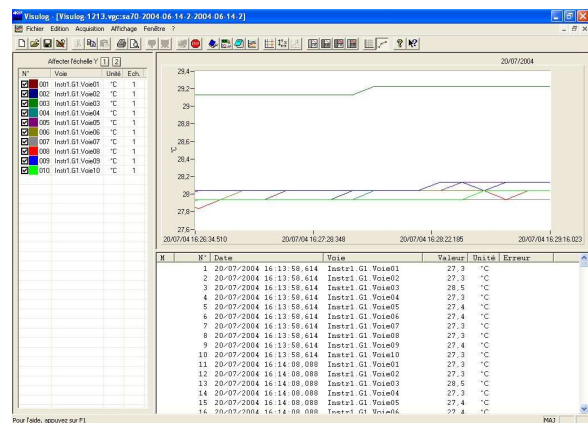 Visulog - [Visulog-1213.vgc:sa70-2004-06-14-2-2004-06-14-2]
Fichier Edition Acquisition Affichage Fenêtre ?
Affecter l'échelle Y 1 2
N° Voie Unité Ech.
001 Instr1.G1.Voie01 °C 1
002 Instr1.G1.Voie02 °C 1
003 Instr1.G1.Voie03 °C 1
004 Instr1.G1.Voie04 °C 1
005 Instr1.G1.Voie05 °C 1
006 Instr1.G1.Voie06 °C 1
007 Instr1.G1.Voie07 °C 1
008 Instr1.G1.Voie08 °C 1
009 Instr1.G1.Voie09 °C 1
010 Instr1.G1.Voie10 °C 1
20/07/2004
29,4
29,2
29
28,8
28,6
°C
28,4
28,2
28
27,8
27,6
20/07/04 16:26:34.510 20/07/04 16:27:28.348 20/07/04 16:28:22.185 20/07/04 16:29:16.023
M N° Date Voie Valeur Unité Erreur
1 20/07/2004 16:13:58,614 Instr1.G1.Voie01 27,3 °C
2 20/07/2004 16:13:58,614 Instr1.G1.Voie02 27,3 °C
3 20/07/2004 16:13:58,614 Instr1.G1.Voie03 28,5 °C
4 20/07/2004 16:13:58,614 Instr1.G1.Voie04 27,3 °C
5 20/07/2004 16:13:58,614 Instr1.G1.Voie05 27,4 °C
6 20/07/2004 16:13:58,614 Instr1.G1.Voie06 27,4 °C
7 20/07/2004 16:13:58,614 Instr1.G1.Voie07 27,3 °C
8 20/07/2004 16:13:58,614 Instr1.G1.Voie08 27,3 °C
9 20/07/2004 16:13:58,614 Instr1.G1.Voie09 27,4 °C
10 20/07/2004 16:13:58,614 Instr1.G1.Voie10 27,3 °C
11 20/07/2004 16:14:08,088 Instr1.G1.Voie01 27,3 °C
12 20/07/2004 16:14:08,088 Instr1.G1.Voie02 27,3 °C
13 20/07/2004 16:14:08,088 Instr1.G1.Voie03 28,5 °C
14 20/07/2004 16:14:08,088 Instr1.G1.Voie04 27,3 °C
15 20/07/2004 16:14:08,088 Instr1.G1.Voie05 27,4 °C
16 20/07/2004 16:14:08,088 Instr1.G1.Voie06 27,4 °C
Pour l'aide, appuyez sur F1 MAJ